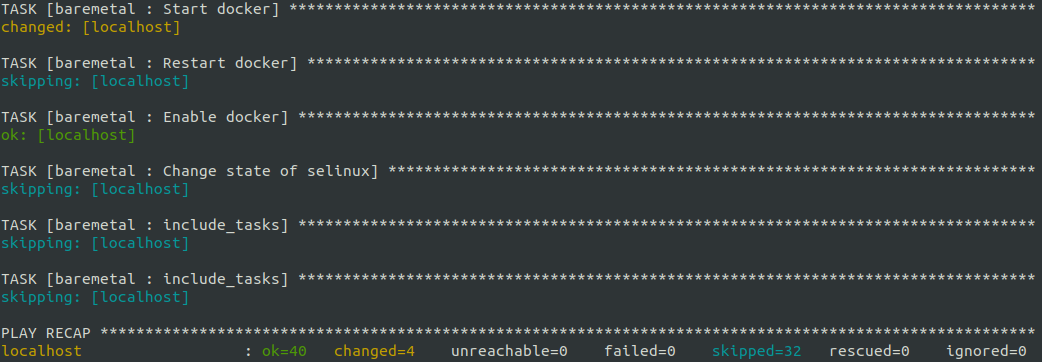 TASK [baremetal : Start docker] ***********************************************************************************
changed: [localhost]
TASK [baremetal : Restart docker] *********************************************************************************
skipping: [localhost]
TASK [baremetal : Enable docker] **********************************************************************************
ok: [localhost]
TASK [baremetal : Change state of selinux] ************************************************************************
skipping: [localhost]
TASK [baremetal : include_tasks] **********************************************************************************
skipping: [localhost]
TASK [baremetal : include_tasks] **********************************************************************************
skipping: [localhost]
PLAY RECAP ********************************************************************************************************
localhost                  : ok=40   changed=4    unreachable=0    failed=0    skipped=32   rescued=0    ignored=0